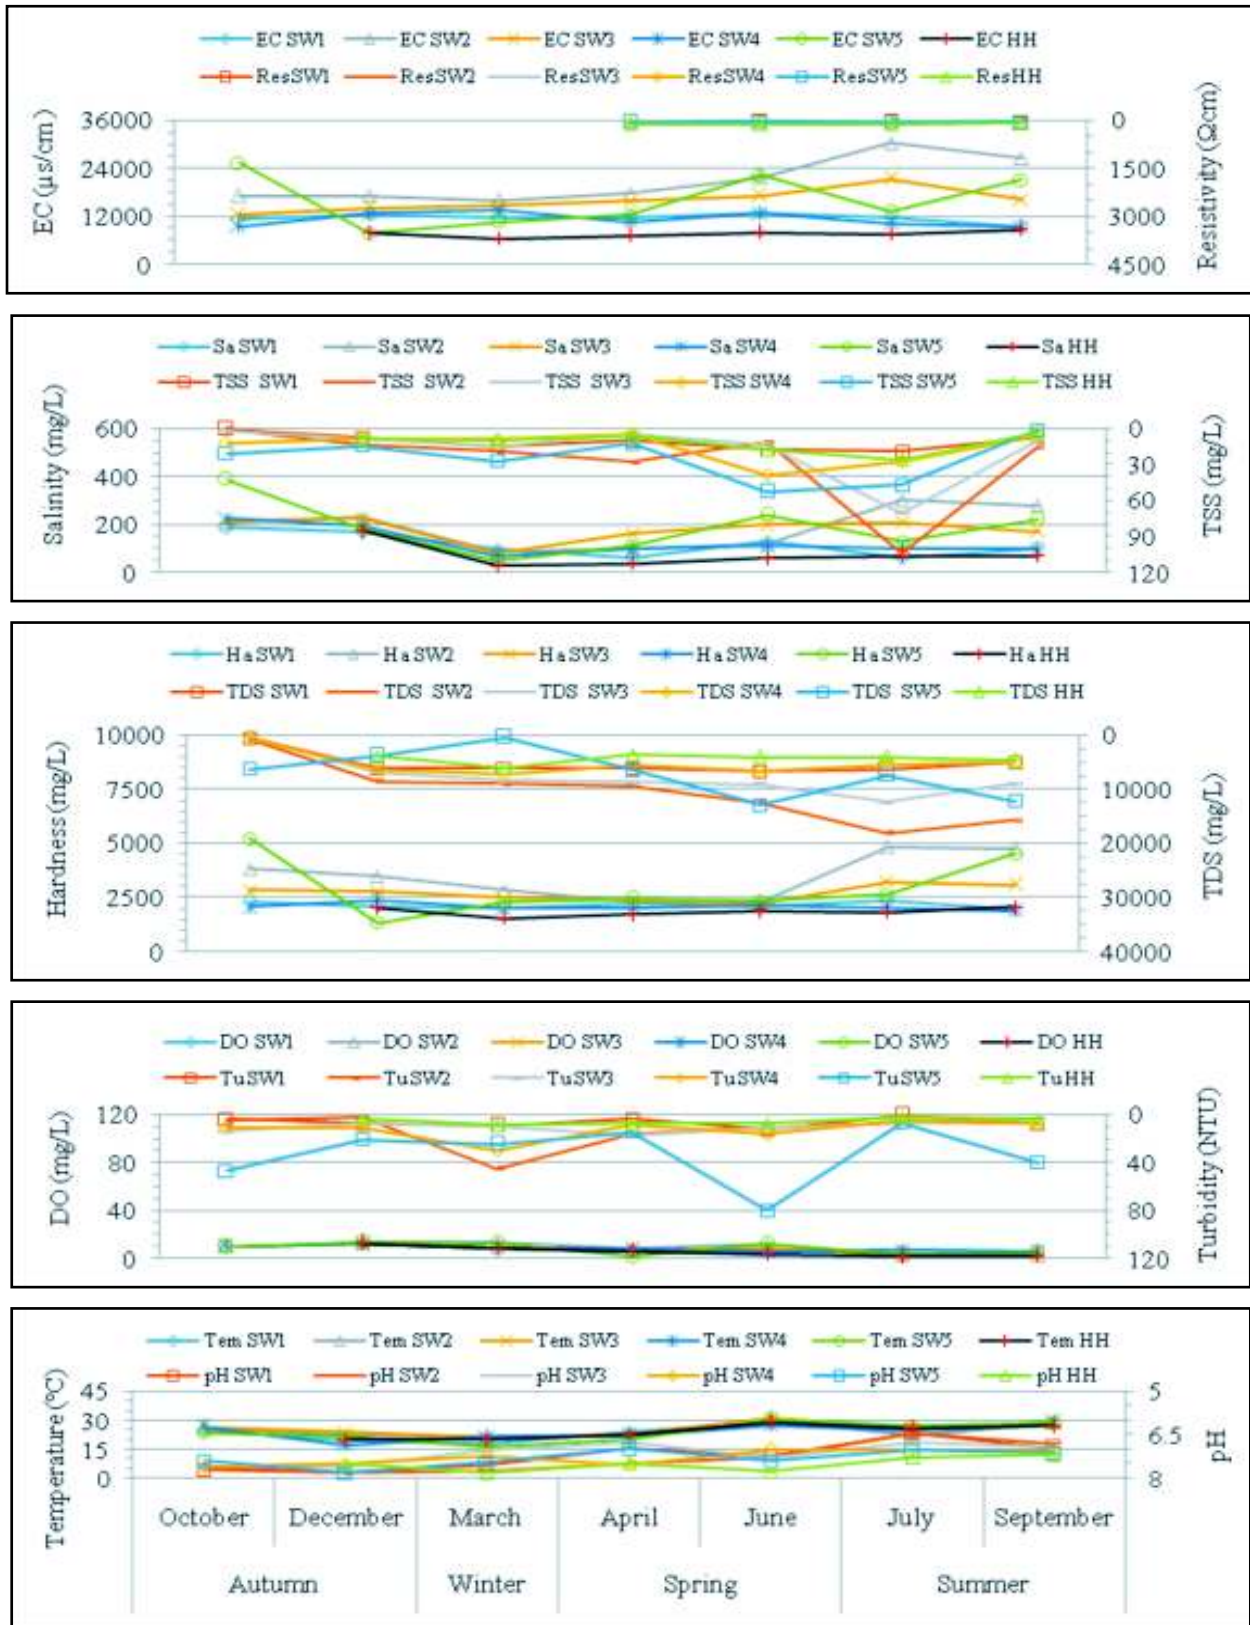 EC SW1 EC SW2 EC SW3 EC SW4 EC SW5 EC HH
ResSW1 ResSW2 ResSW3 ResSW4 ResSW5 ResHH
EC (µs/cm)
36000
24000
12000
0
0
1500
3000
4500
Resistivity (Ωcm)
Sa SW1 Sa SW2 Sa SW3 Sa SW4 Sa SW5 Sa HH
TSS SW1 TSS SW2 TSS SW3 TSS SW4 TSS SW5 TSS HH
Salinity (mg/L)
600
400
200
0
0
30
60
90
120
TSS (mg/L)
Ha SW1 Ha SW2 Ha SW3 Ha SW4 Ha SW5 Ha HH
TDS SW1 TDS SW2 TDS SW3 TDS SW4 TDS SW5 TDS HH
Hardness (mg/L)
10000
7500
5000
2500
0
0
10000
20000
30000
40000
TDS (mg/L)
DO SW1 DO SW2 DO SW3 DO SW4 DO SW5 DO HH
TuSW1 TuSW2 TuSW3 TuSW4 TuSW5 TuHH
DO (mg/L)
120
80
40
0
0
40
80
120
Turbidity (NTU)
Tem SW1 Tem SW2 Tem SW3 Tem SW4 Tem SW5 Tem HH
pH SW1 pH SW2 pH SW3 pH SW4 pH SW5 pH HH
Temperature (°C)
45
30
15
0
5
6.5
8
pH
October December March April June July September
Autumn Winter Spring Summer